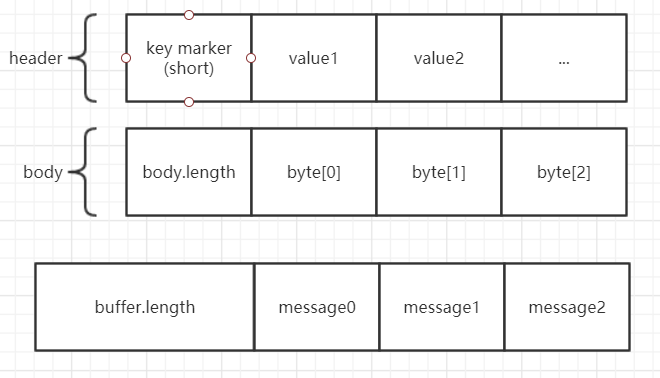 header
key marker
(short)
value1
value2
...
body
body.length
byte[0]
byte[1]
byte[2]
buffer.length
message0
message1
message2